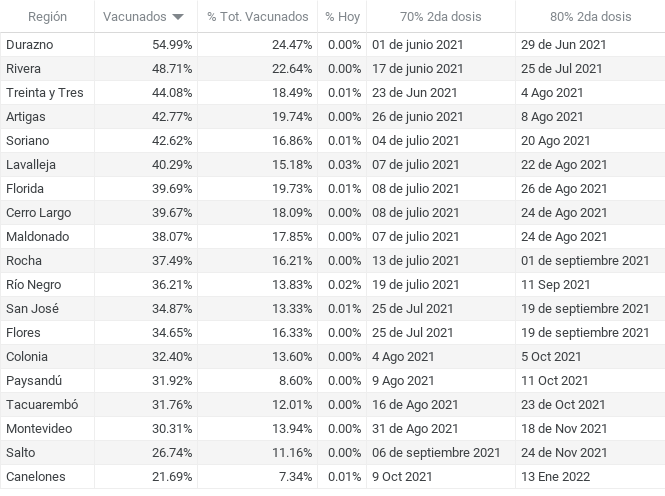 Región Vacunados % Tot. Vacunados % Hoy 70% 2da dosis 80% 2da dosis
Durazno 54.99% 24.47% 0.00% 01 de junio 2021 29 de Jun 2021
Rivera 48.71% 22.64% 0.00% 17 de junio 2021 25 de Jul 2021
Treinta y Tres 44.08% 18.49% 0.01% 23 de Jun 2021 4 Ago 2021
Artigas 42.77% 19.74% 0.00% 26 de junio 2021 8 Ago 2021
Soriano 42.62% 16.86% 0.01% 04 de julio 2021 20 Ago 2021
Lavalleja 40.29% 15.18% 0.03% 07 de julio 2021 22 de Ago 2021
Florida 39.69% 19.73% 0.01% 08 de julio 2021 26 de Ago 2021
Cerro Largo 39.67% 18.09% 0.00% 08 de julio 2021 24 de Ago 2021
Maldonado 38.07% 17.85% 0.00% 07 de julio 2021 24 de Ago 2021
Rocha 37.49% 16.21% 0.00% 13 de julio 2021 01 de septiembre 2021
Río Negro 36.21% 13.83% 0.02% 19 de julio 2021 11 Sep 2021
San José 34.87% 13.33% 0.01% 25 de Jul 2021 19 de septiembre 2021
Flores 34.65% 16.33% 0.00% 25 de Jul 2021 19 de septiembre 2021
Colonia 32.40% 13.60% 0.00% 4 Ago 2021 5 Oct 2021
Paysandú 31.92% 8.60% 0.00% 9 Ago 2021 11 Oct 2021
Tacuarembó 31.76% 12.01% 0.00% 16 de Ago 2021 23 de Oct 2021
Montevideo 30.31% 13.94% 0.00% 31 de Ago 2021 18 de Nov 2021
Salto 26.74% 11.16% 0.00% 06 de septiembre 2021 24 de Nov 2021
Canelones 21.69% 7.34% 0.01% 9 Oct 2021 13 Ene 2022